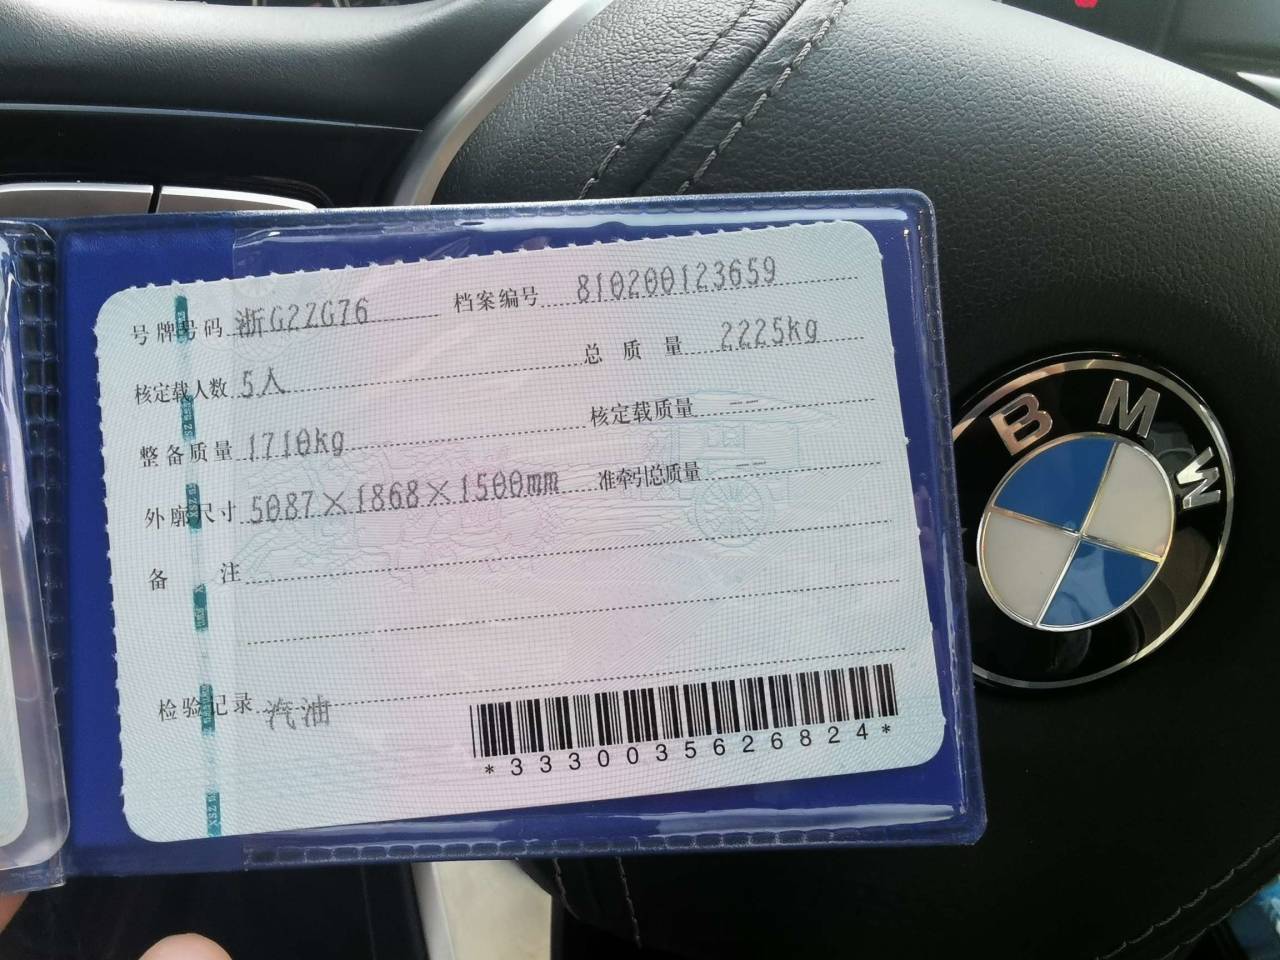 号牌号码 浙G2ZG76 档案编号 810200123659
核定载人数 5人 总质量 2225kg
整备质量 1710kg 核定载质量 --
外廓尺寸 5087×1868×1500mm 准牵引总质量 --
备注
检验记录 汽油
*3330035626824*
BMW